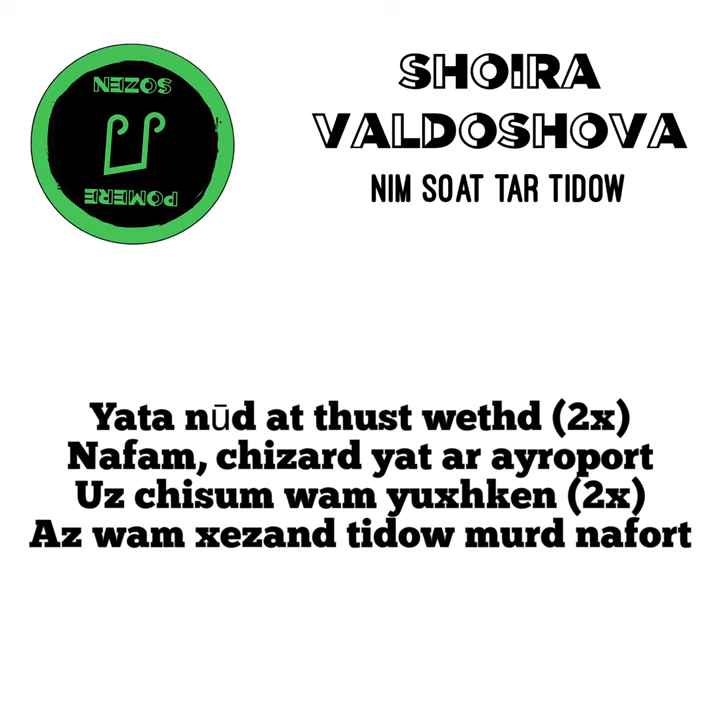 SOZEN
POMERE
SHOIRA
VALDOSHOVA
NIM SOAT TAR TIDOW
Yata nūd at thust wethd (2x)
Nafam, chizard yat ar ayroport
Uz chisum wam yuxhken (2x)
Az wam xezand tidow murd nafort